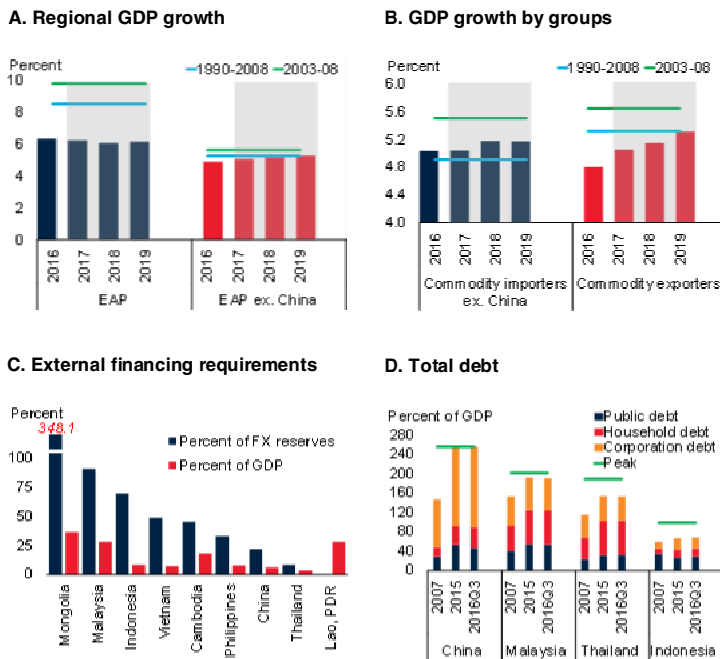 A. Regional GDP growth
Percent
1990-2008 2003-08
10
8
6
4
2
0
2016 2017 2018 2019 2016 2017 2018 2019
EAP EAP ex. China
B. GDP growth by groups
Percent
1990-2008 2003-08
6.0
5.6
5.2
4.8
4.4
4.0
2016 2017 2018 2019 2016 2017 2018 2019
Commodity importers Commodity exporters
ex. China
C. External financing requirements
Percent
348.1
Percent of FX reserves
Percent of GDP
100
75
50
25
0
Mongolia Malaysia Indonesia Vietnam Cambodia Philippines China Thailand Lao, PDR
D. Total debt
Percent of GDP
Public debt
Household debt
Corporation debt
Peak
280
240
200
160
120
80
40
0
2007 2015 2016Q3 2007 2015 2016Q3 2007 2015 2016Q3 2007 2015 2016Q3
China Malaysia Thailand Indonesia